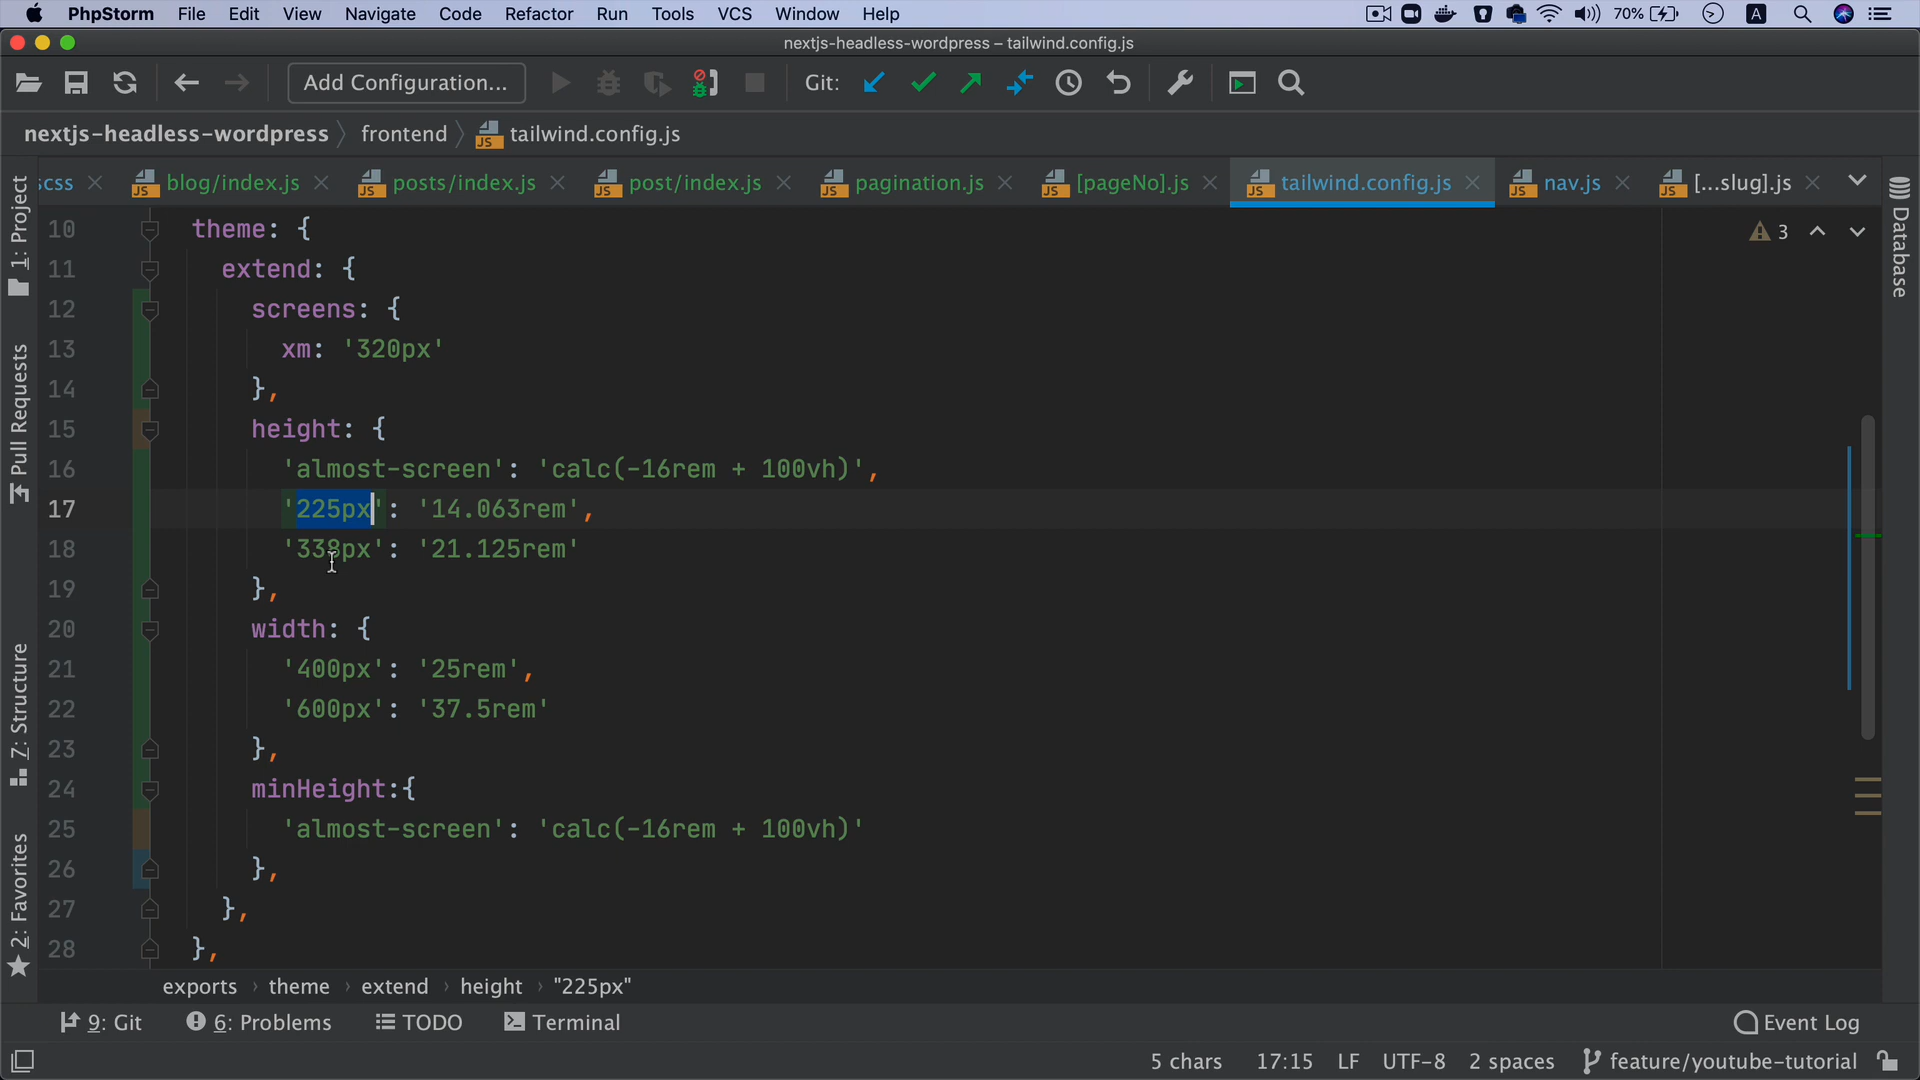 PhpStorm File Edit View Navigate Code Refactor Run Tools VCS Window Help 70% A
nextjs-headless-wordpress – tailwind.config.js
Add Configuration... Git:
nextjs-headless-wordpress frontend tailwind.config.js
scss blog/index.js posts/index.js post/index.js pagination.js [pageNo].js tailwind.config.js nav.js [...slug].js
1: Project
Pull Requests
Z: Structure
2: Favorites
Database
3
10 theme: {
11 extend: {
12 screens: {
13 xm: '320px'
14 },
15 height: {
16 'almost-screen': 'calc(-16rem + 100vh)',
17 '225px': '14.063rem',
18 '338px': '21.125rem'
19 },
20 width: {
21 '400px': '25rem',
22 '600px': '37.5rem'
23 },
24 minHeight:{
25 'almost-screen': 'calc(-16rem + 100vh)'
26 },
27 },
28 },
exports › theme › extend › height › "225px"
9: Git 6: Problems TODO Terminal Event Log
5 chars 17:15 LF UTF-8 2 spaces feature/youtube-tutorial